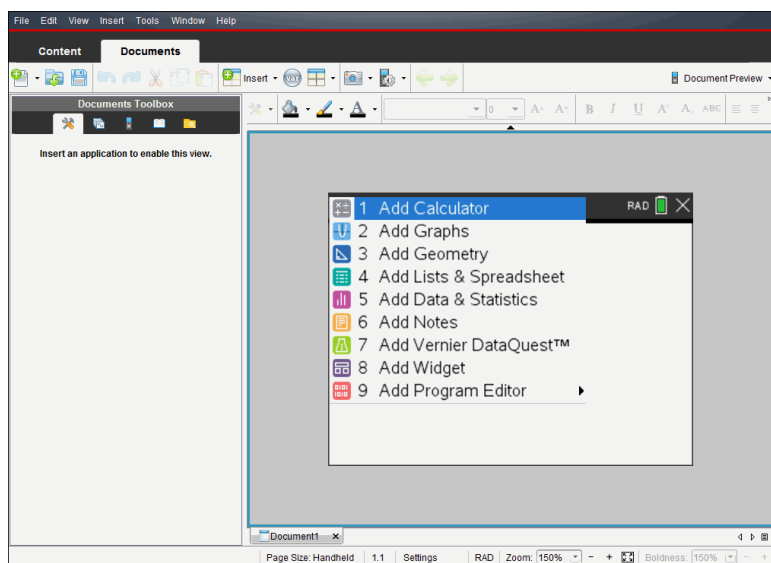 File Edit View Insert Tools Window Help
Content Documents
Insert Document Preview
Documents Toolbox
0 A- A+ B I U A ABC
Insert an application to enable this view.
1 Add Calculator RAD
2 Add Graphs
3 Add Geometry
4 Add Lists & Spreadsheet
5 Add Data & Statistics
6 Add Notes
7 Add Vernier DataQuest™
8 Add Widget
9 Add Program Editor
Document1
Page Size: Handheld 1.1 Settings RAD Zoom: 150% - + Boldness: 150% - +